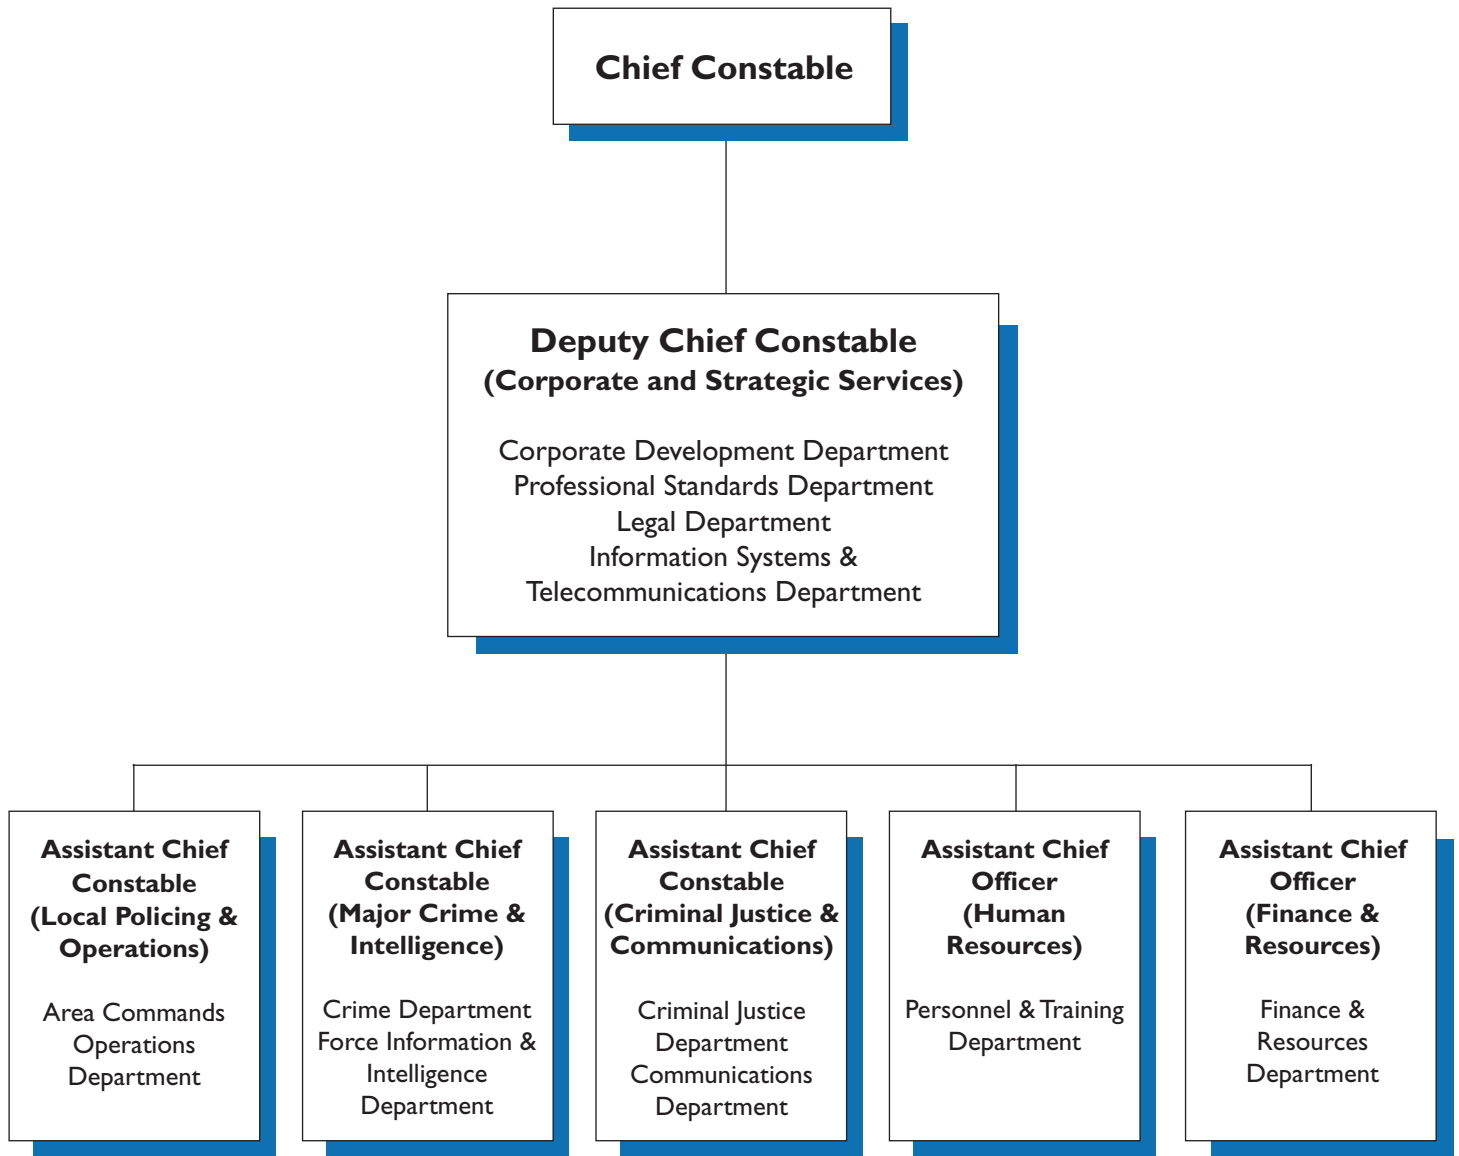 Chief Constable
Deputy Chief Constable
(Corporate and Strategic Services)
Corporate Development Department
Professional Standards Department
Legal Department
Information Systems &
Telecommunications Department
Assistant Chief
Constable
(Local Policing &
Operations)
Area Commands
Operations
Department
Assistant Chief
Constable
(Major Crime &
Intelligence)
Crime Department
Force Information &
Intelligence
Department
Assistant Chief
Constable
(Criminal Justice &
Communications)
Criminal Justice
Department
Communications
Department
Assistant Chief
Officer
(Human
Resources)
Personnel & Training
Department
Assistant Chief
Officer
(Finance &
Resources)
Finance &
Resources
Department